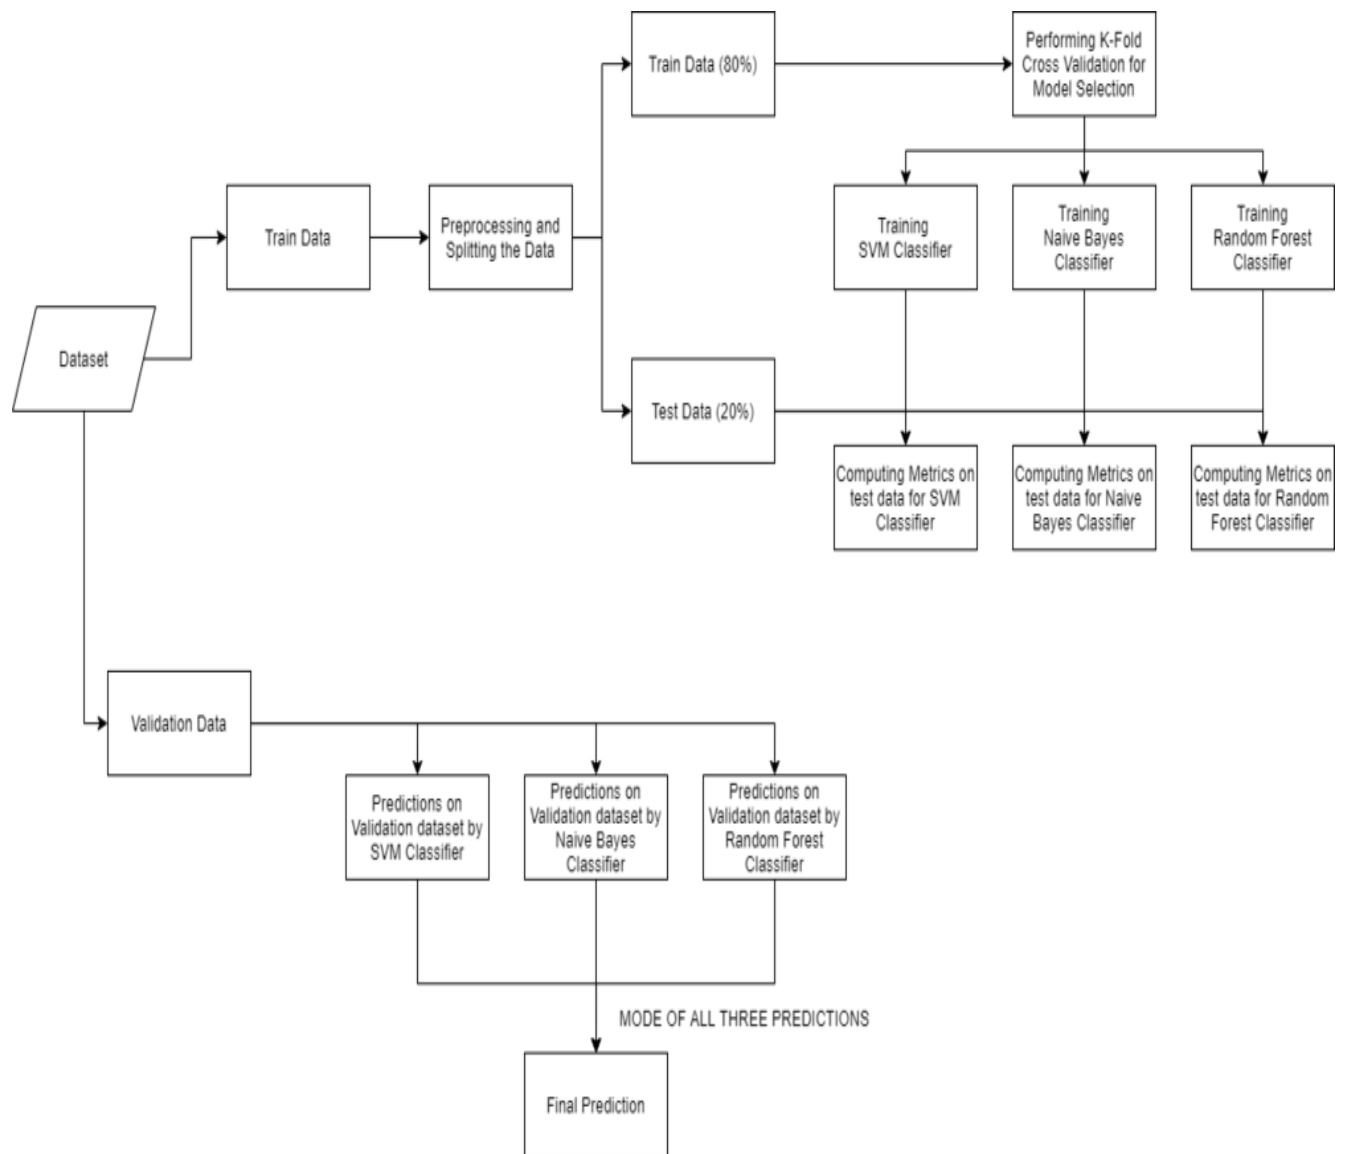 Train Data (80%)
Performing K-Fold
Cross Validation for
Model Selection
Train Data
Preprocessing and
Splitting the Data
Training
SVM Classifier
Training
Naive Bayes
Classifier
Training
Random Forest
Classifier
Dataset
Test Data (20%)
Computing Metrics on
test data for SVM
Classifier
Computing Metrics on
test data for Naive
Bayes Classifier
Computing Metrics on
test data for Random
Forest Classifier
Validation Data
Predictions on
Validation dataset by
SVM Classifier
Predictions on
Validation dataset by
Naive Bayes
Classifier
Predictions on
Validation dataset by
Random Forest
Classifier
MODE OF ALL THREE PREDICTIONS
Final Prediction